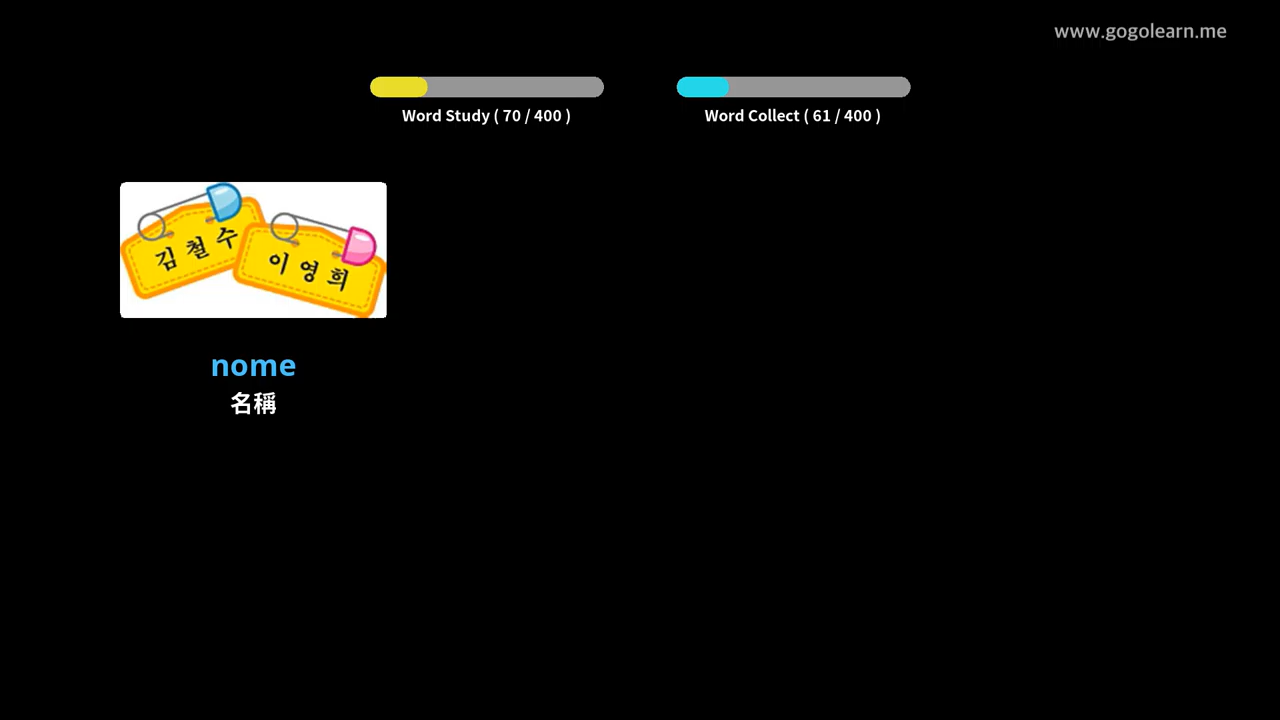 www.gogolearn.me
Word Study ( 70 / 400 )
Word Collect ( 61 / 400 )
김철수
이영희
nome
名稱